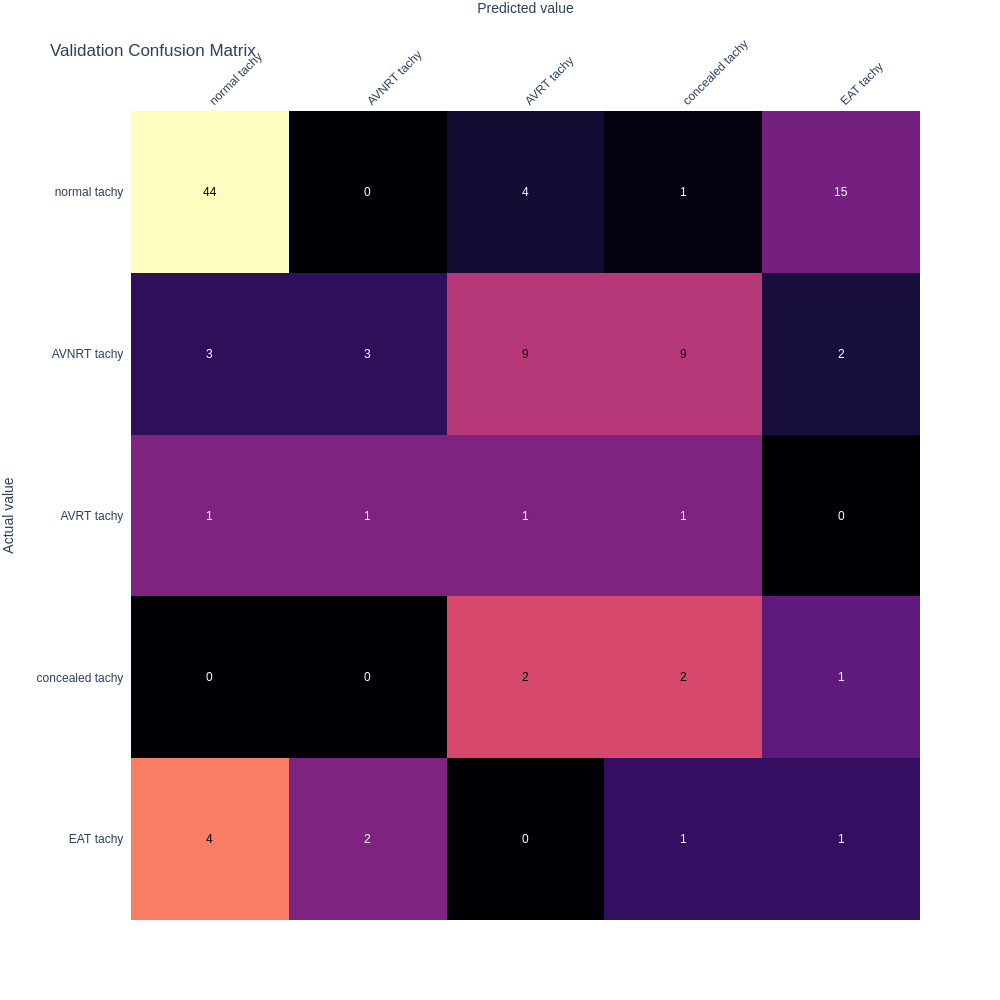 Predicted value
Validation Confusion Matrix
normal tachy AVNRT tachy AVRT tachy concealed tachy EAT tachy
normal tachy 44 0 4 1 15
AVNRT tachy 3 3 9 9 2
Actual value
AVRT tachy 1 1 1 1 0
concealed tachy 0 0 2 2 1
EAT tachy 4 2 0 1 1